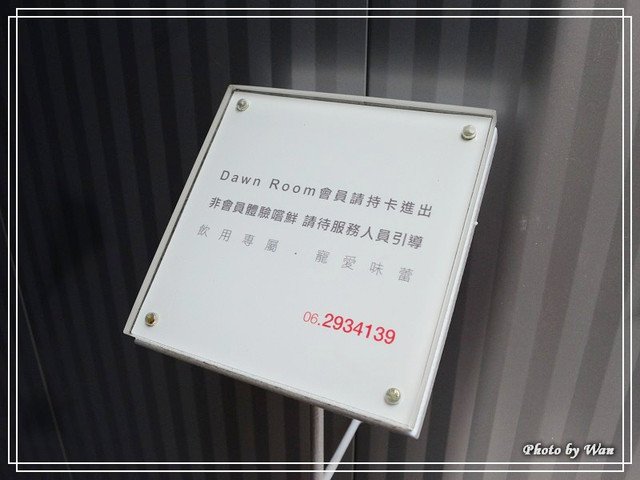 Dawn Room會員請持卡進出
非會員體驗嚐鮮 請待服務人員引導
飲用專屬．寵愛味蕾
06.2934139
Photo by Wan